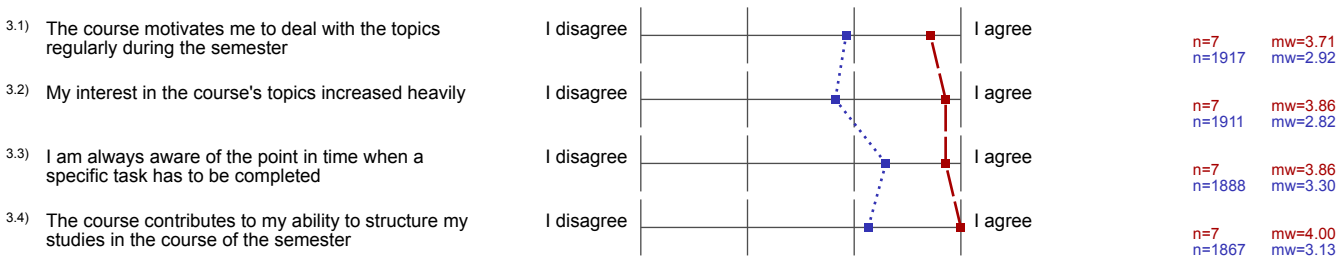 3.1) The course motivates me to deal with the topics
regularly during the semester
I disagree
I agree
n=7 mw=3.71
n=1917 mw=2.92
3.2) My interest in the course's topics increased heavily
I disagree
I agree
n=7 mw=3.86
n=1911 mw=2.82
3.3) I am always aware of the point in time when a
specific task has to be completed
I disagree
I agree
n=7 mw=3.86
n=1888 mw=3.30
3.4) The course contributes to my ability to structure my
studies in the course of the semester
I disagree
I agree
n=7 mw=4.00
n=1867 mw=3.13